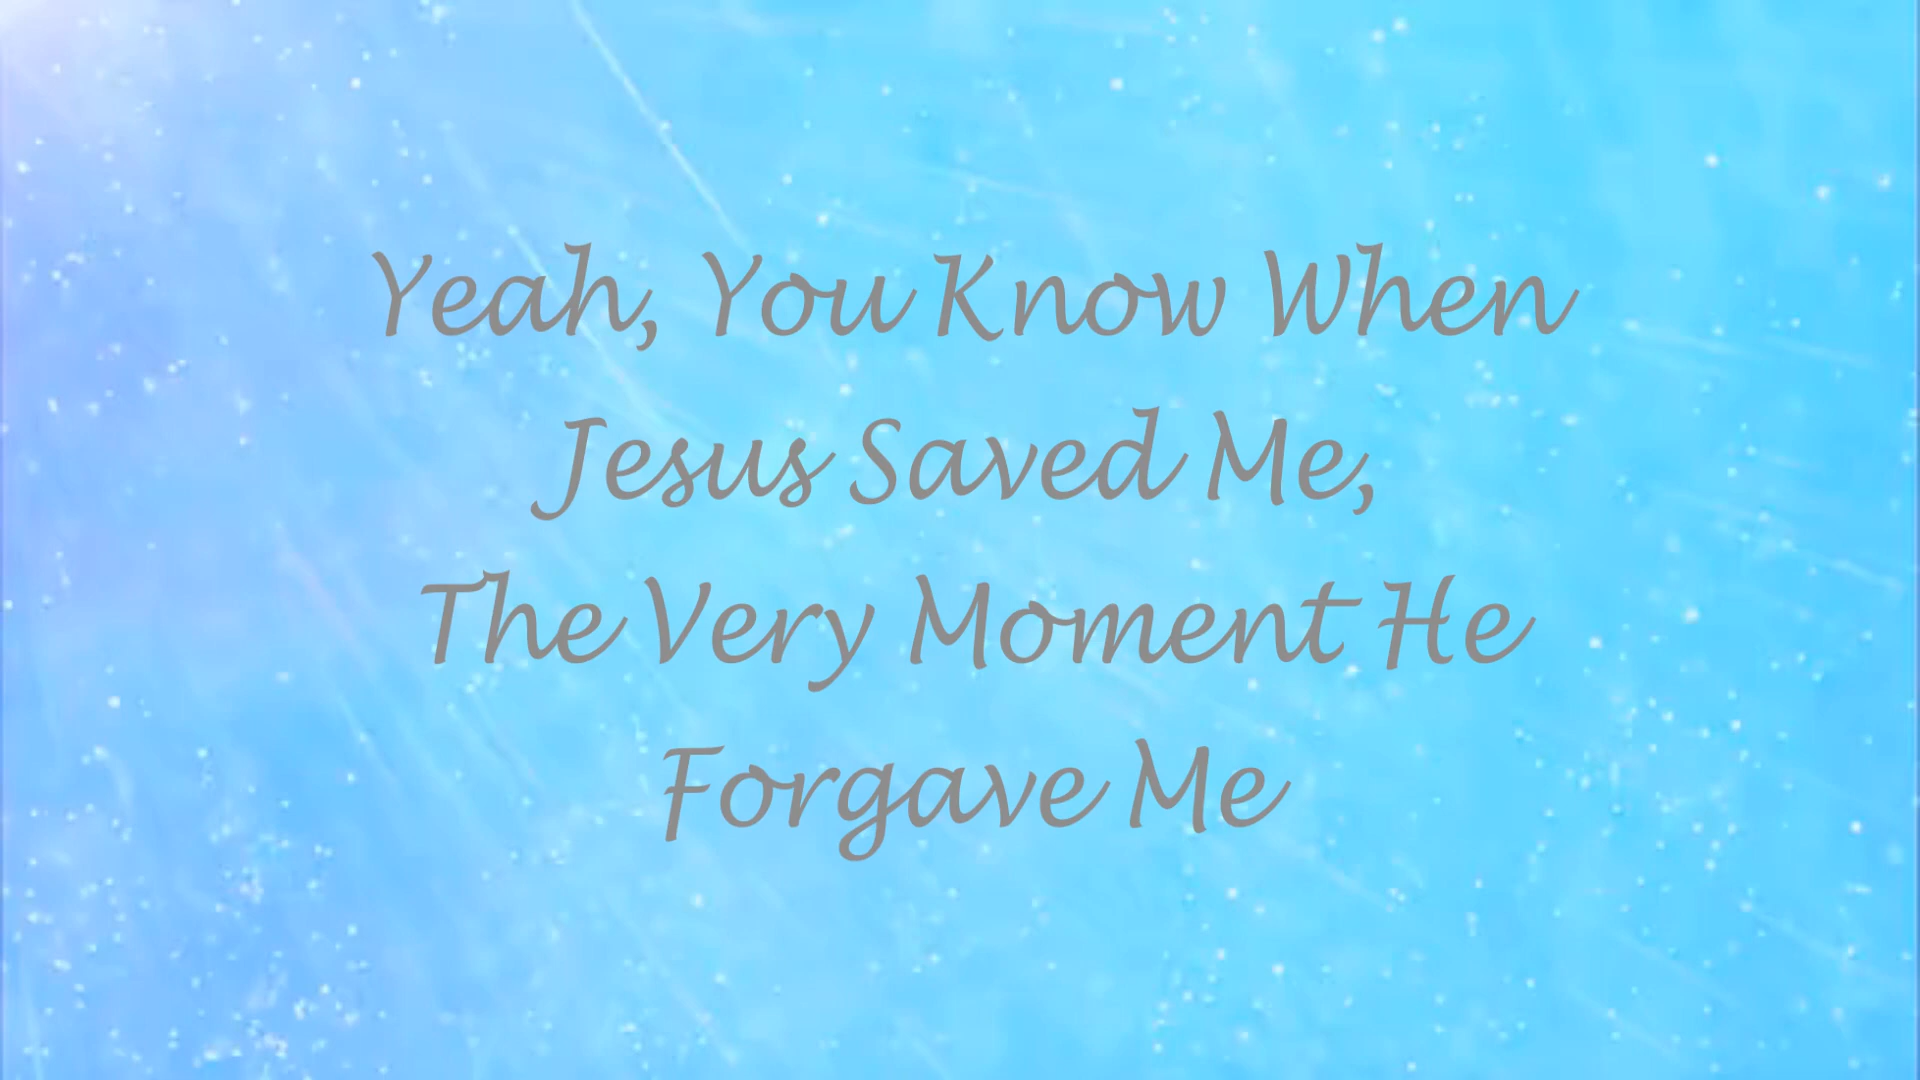 Yeah, You Know When
Jesus Saved Me,
The Very Moment He
Forgave Me